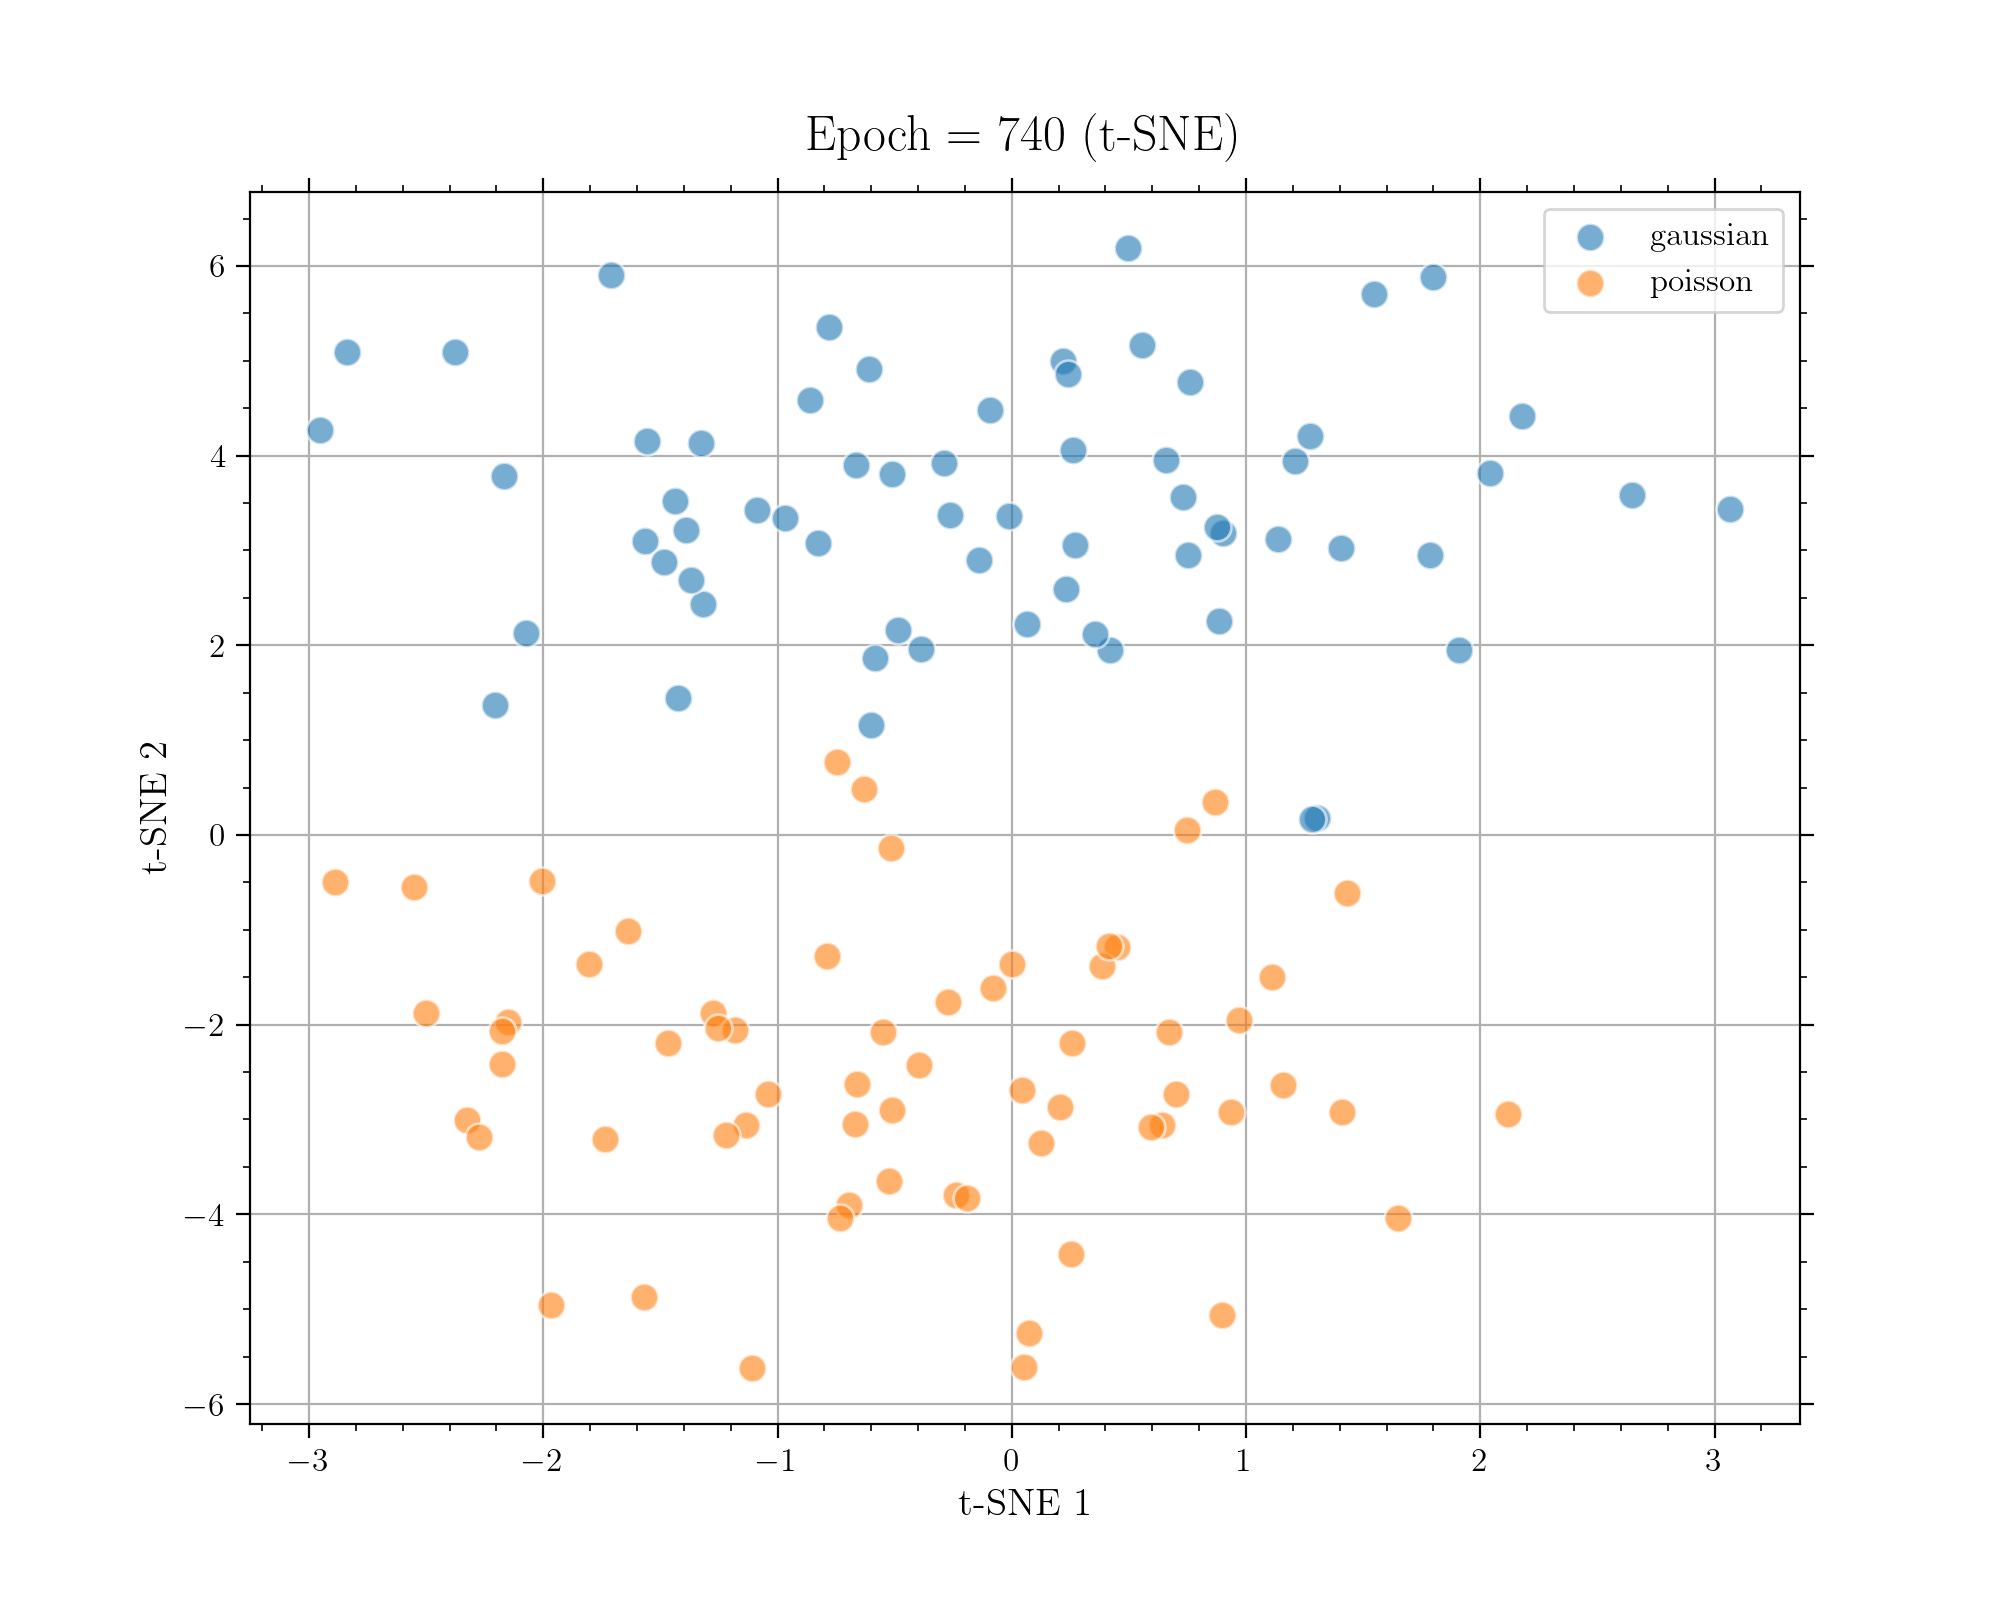 Epoch = 740 (t-SNE)
gaussian
poisson
6
4
2
0
−2
−4
−6
t-SNE 2
−3 −2 −1 0 1 2 3
t-SNE 1